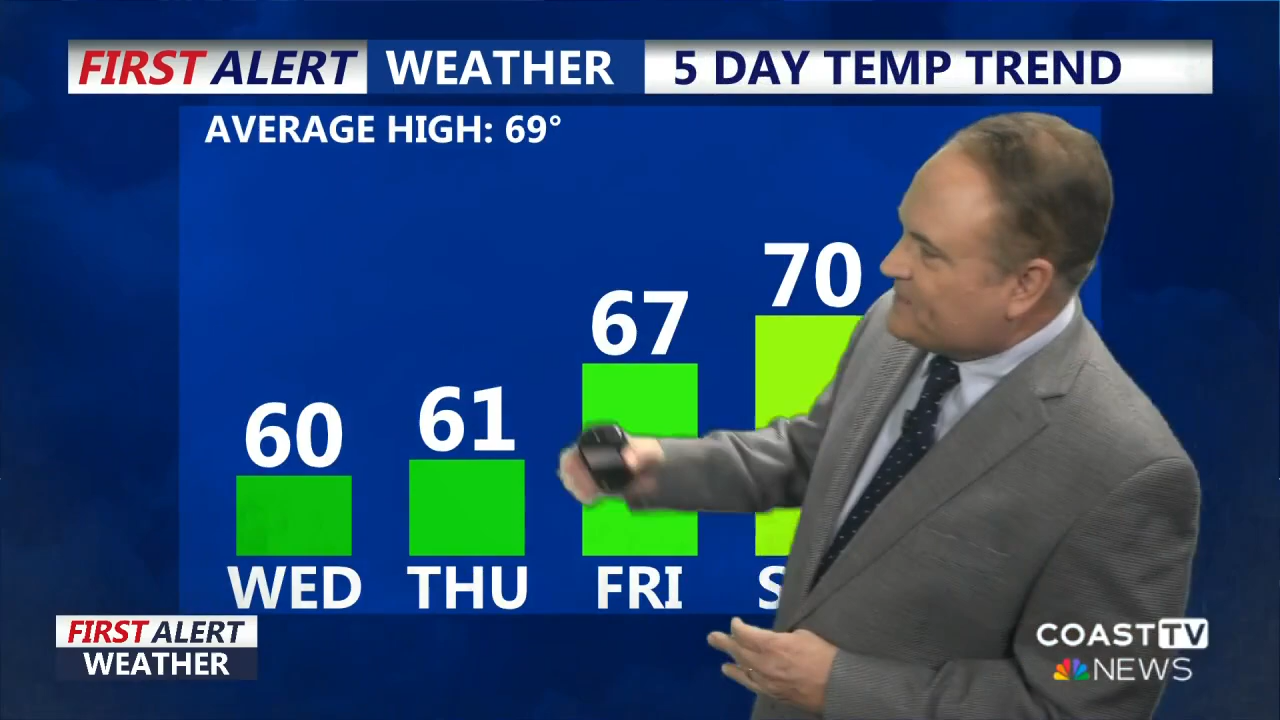 FIRST ALERT WEATHER 5 DAY TEMP TREND
AVERAGE HIGH: 69°
60 61 67 70
WED THU FRI
FIRST ALERT
WEATHER
COAST TV
NEWS